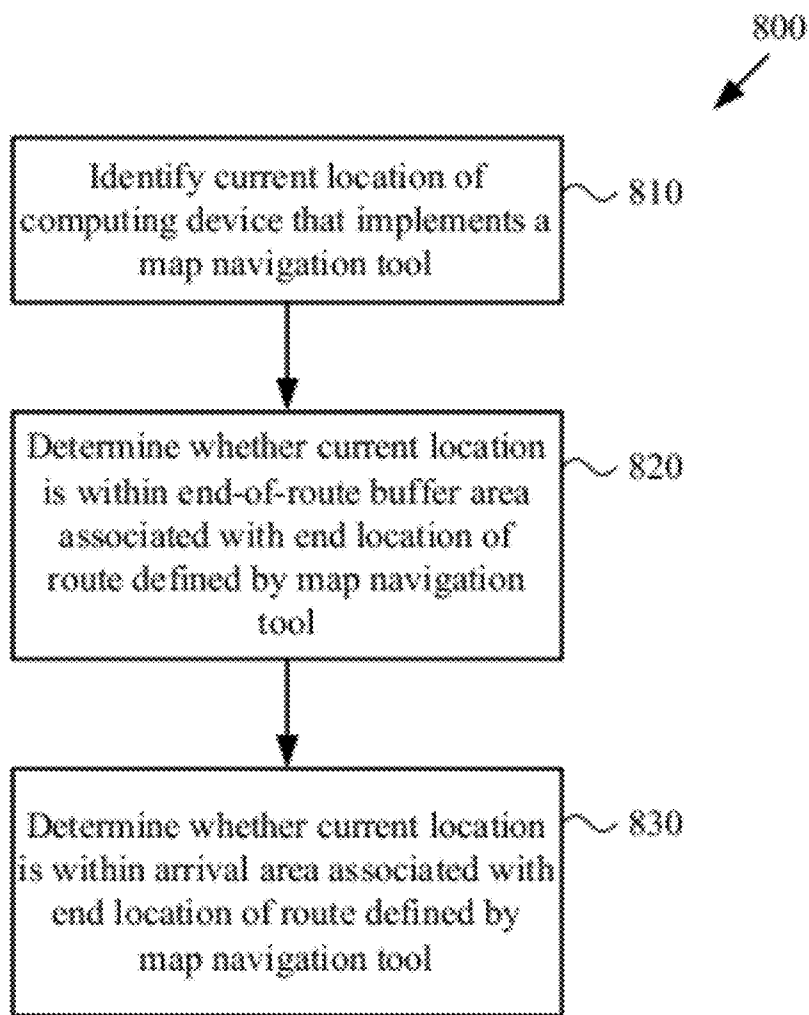 800
Identify current location of
computing device that implements a
map navigation tool
810
Determine whether current location
is within end-of-route buffer area
associated with end location of
route defined by map navigation
tool
820
Determine whether current location
is within arrival area associated with
end location of route defined by
map navigation tool
830